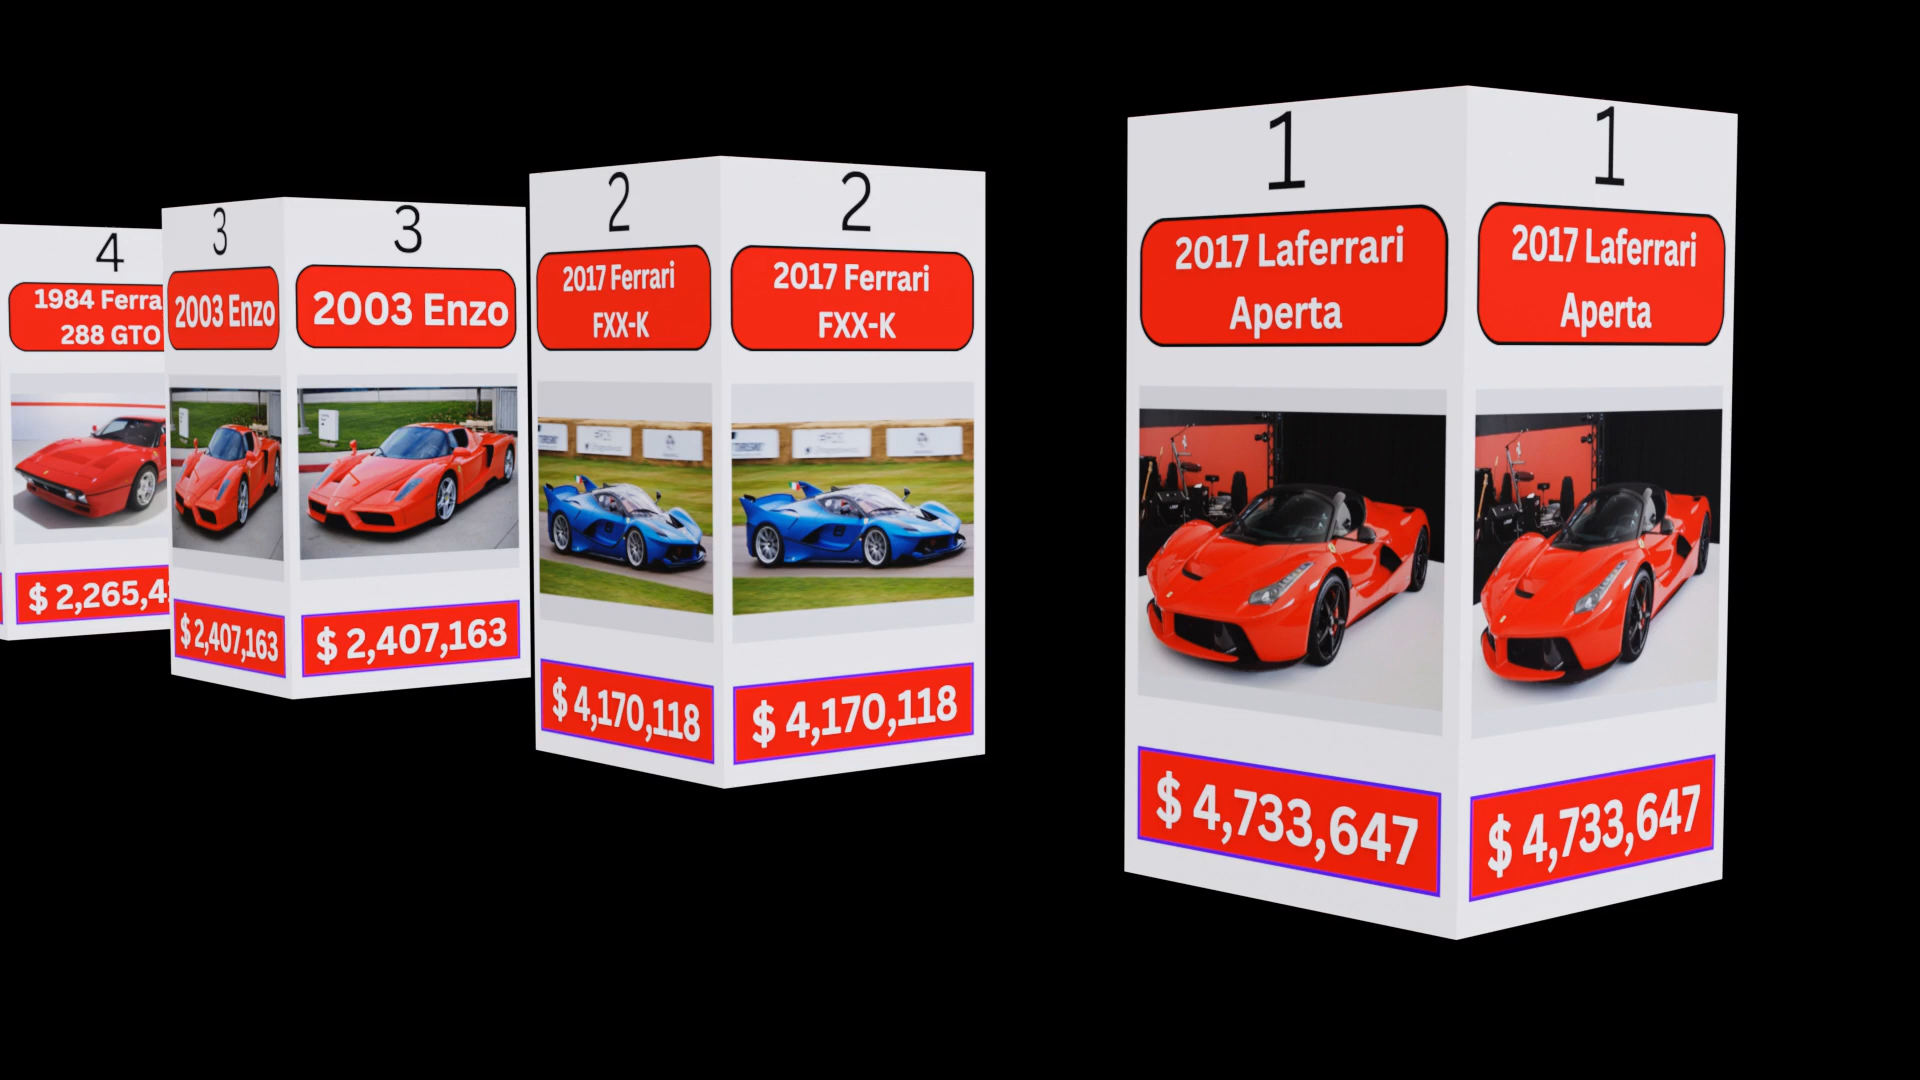 4
1984 Ferra
288 GTO
$ 2,265,4
3
2003 Enzo
$ 2,407,163
3
2003 Enzo
$ 2,407,163
2
2017 Ferrari
FXX-K
$ 4,170,118
2
2017 Ferrari
FXX-K
$ 4,170,118
1
2017 Laferrari
Aperta
$ 4,733,647
1
2017 Laferrari
Aperta
$ 4,733,647